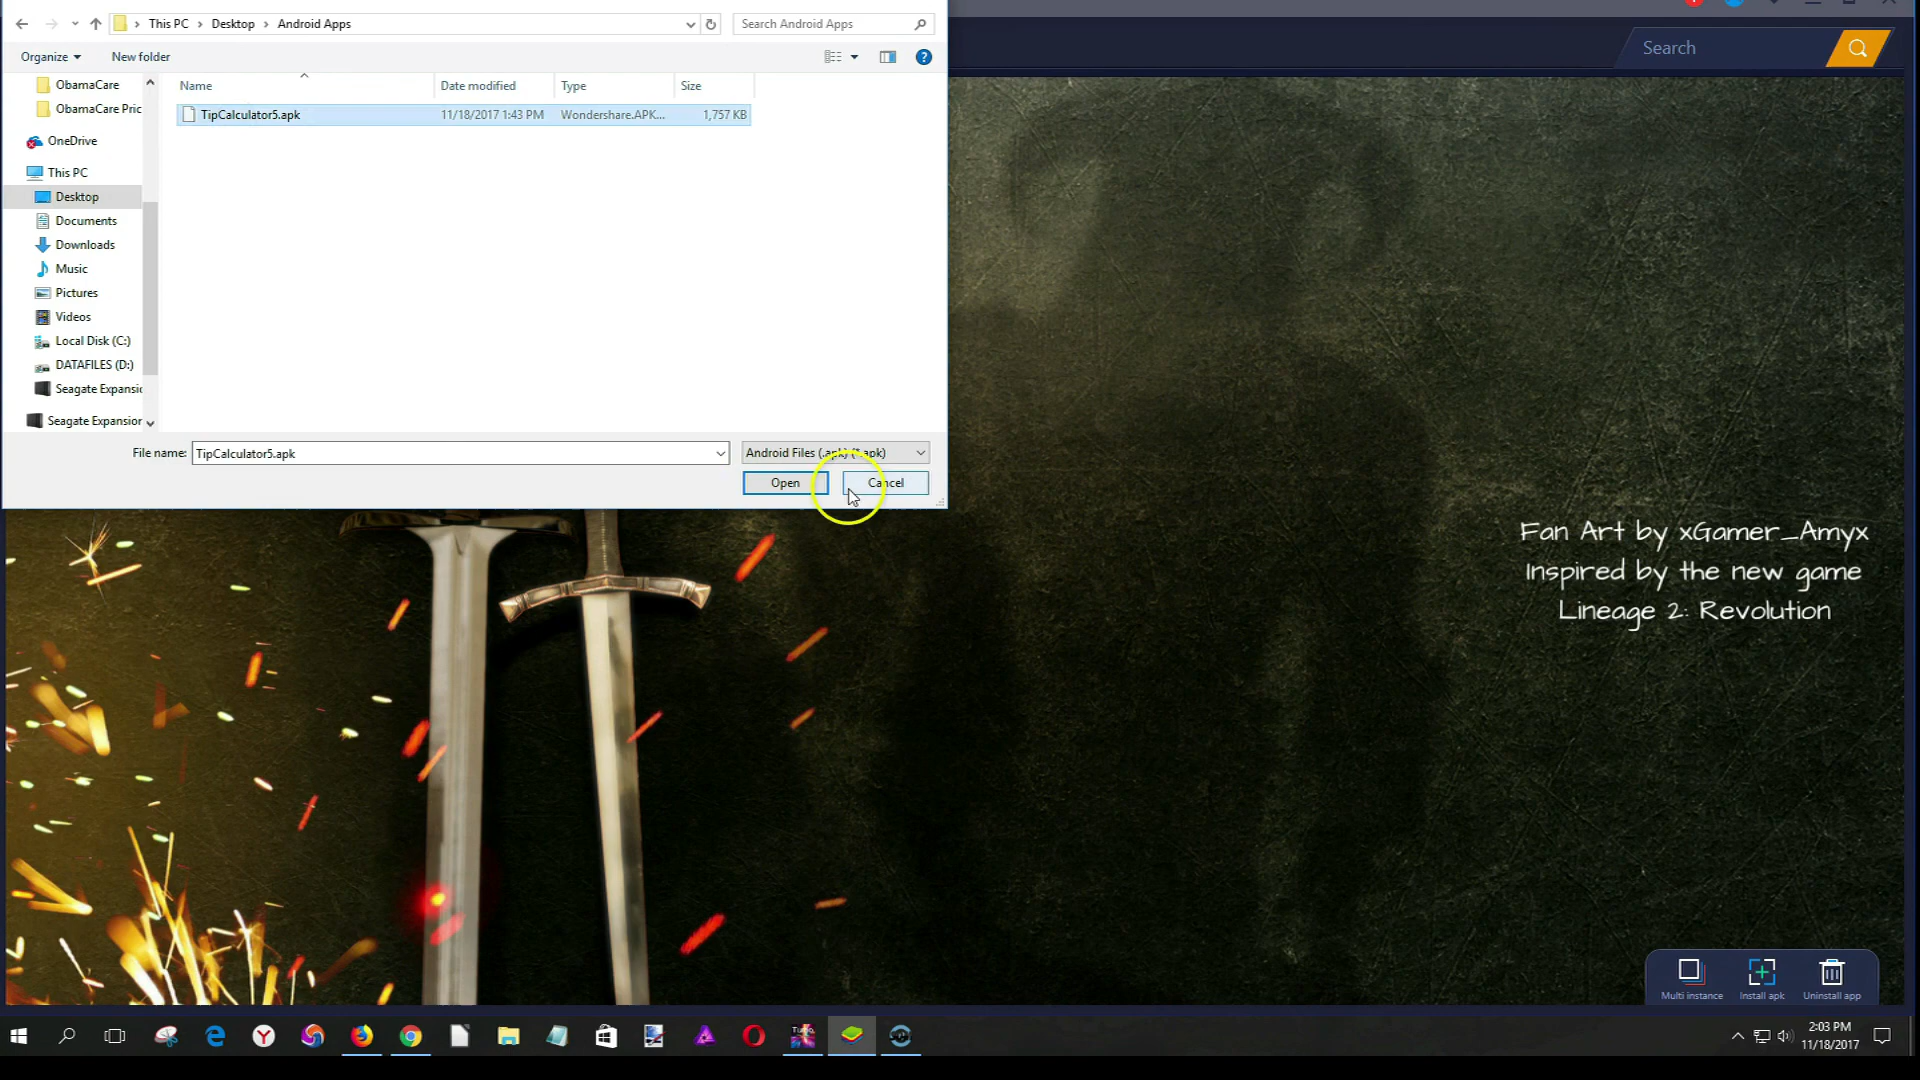 This PC > Desktop > Android Apps
Search Android Apps
Organize
New folder
Name
Date modified
Type
Size
TipCalculator5.apk
11/18/2017 1:43 PM
Wondershare.APK...
1,757 KB
ObamaCare
ObamaCare Pric
OneDrive
This PC
Desktop
Documents
Downloads
Music
Pictures
Videos
Local Disk (C:)
DATAFILES (D:)
Seagate Expansio
Seagate Expansion
File name:
TipCalculator5.apk
Android Files (.apk) (*.apk)
Open
Cancel
Search
Fan Art by xGamer_Amyx
Inspired by the new game
Lineage 2: Revolution
Multi instance
Install apk
Uninstall app
2:03 PM
11/18/2017